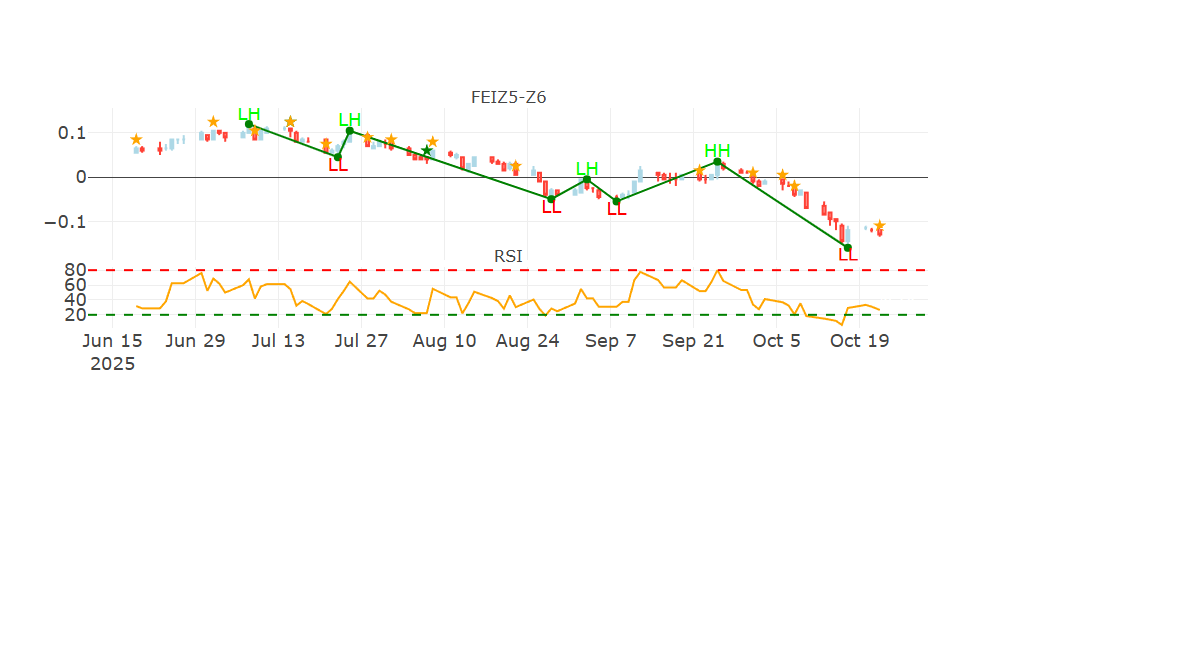 FEIZ5-Z6
LH
LH
HH
LH
LL
LL
LL
LL
0.1
0
−0.1
RSI
80
60
40
20
Jun 15 Jun 29 Jul 13 Jul 27 Aug 10 Aug 24 Sep 7 Sep 21 Oct 5 Oct 19
2025